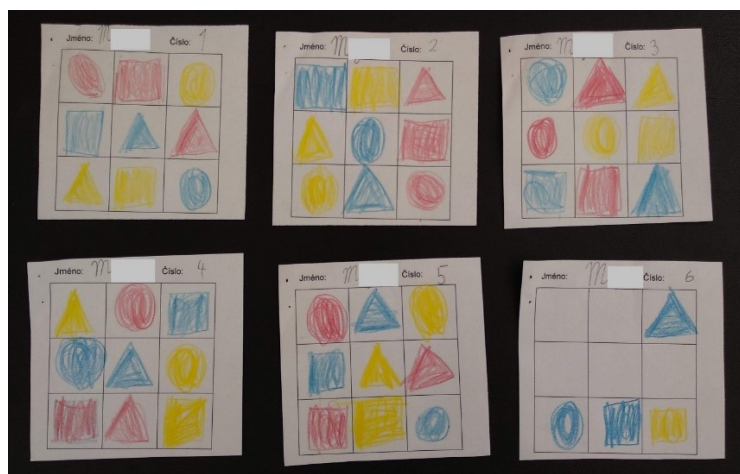 Jméno: M Číslo: 1
Jméno: M Číslo: 2
Jméno: M Číslo: 3
Jméno: M Číslo: 4
Jméno: M Číslo: 5
Jméno: M Číslo: 6